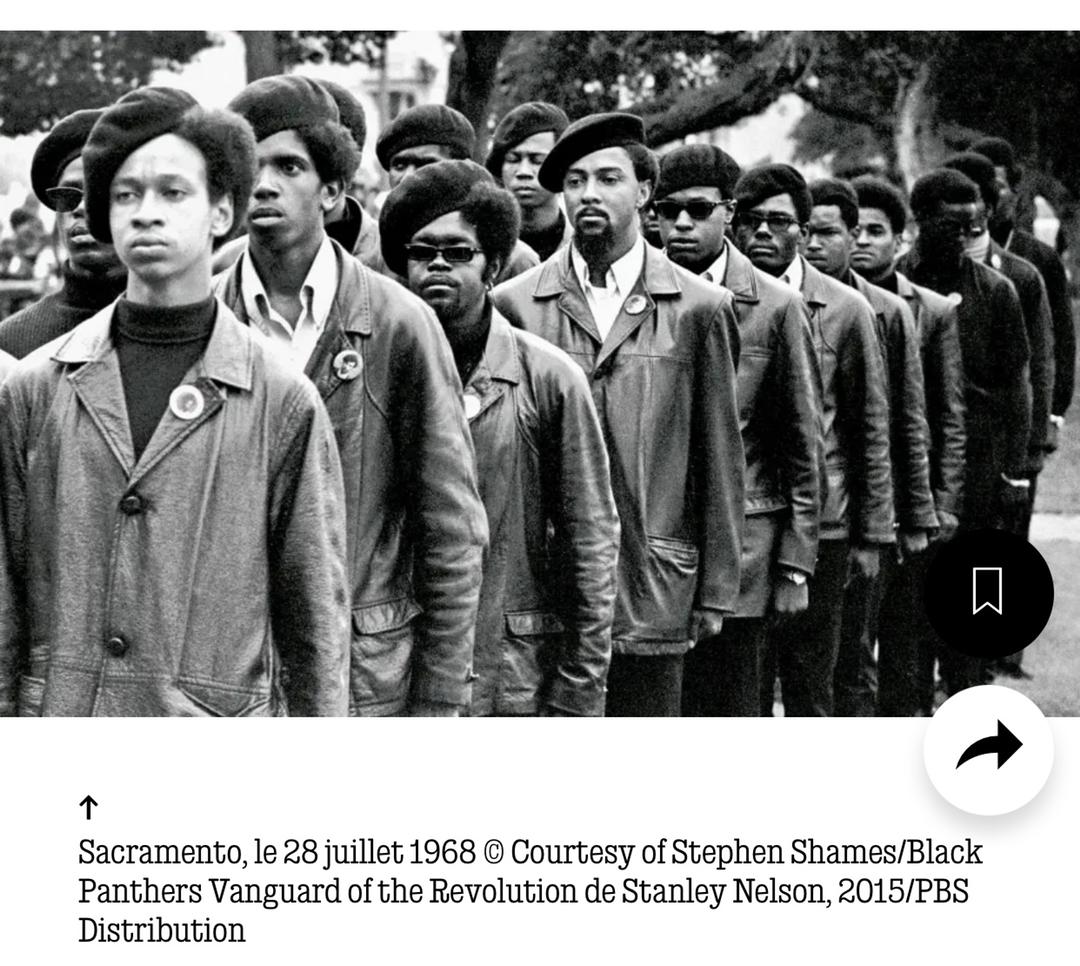 Sacramento, le 28 juillet 1968 © Courtesy of Stephen Shames/Black
Panthers Vanguard of the Revolution de Stanley Nelson, 2015/PBS
Distribution